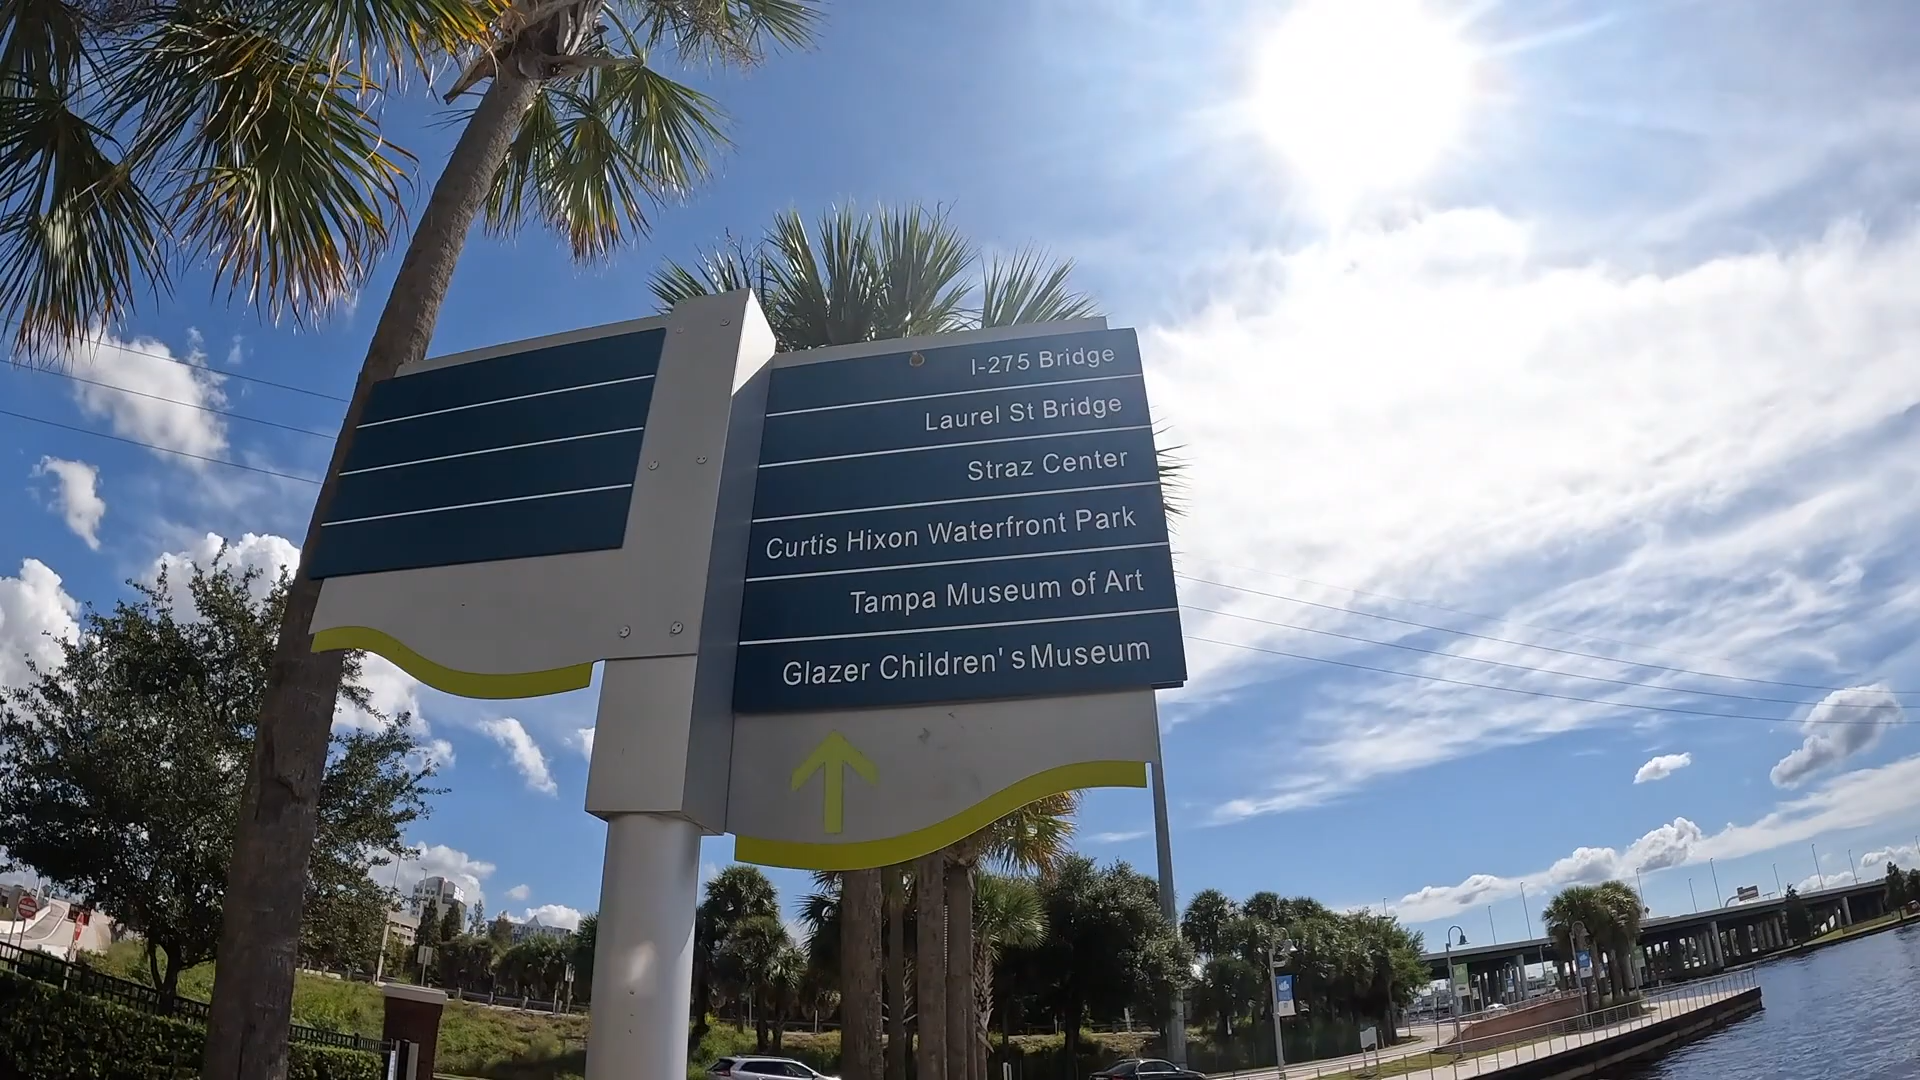 I-275 Bridge
Laurel St Bridge
Straz Center
Curtis Hixon Waterfront Park
Tampa Museum of Art
Glazer Children's Museum